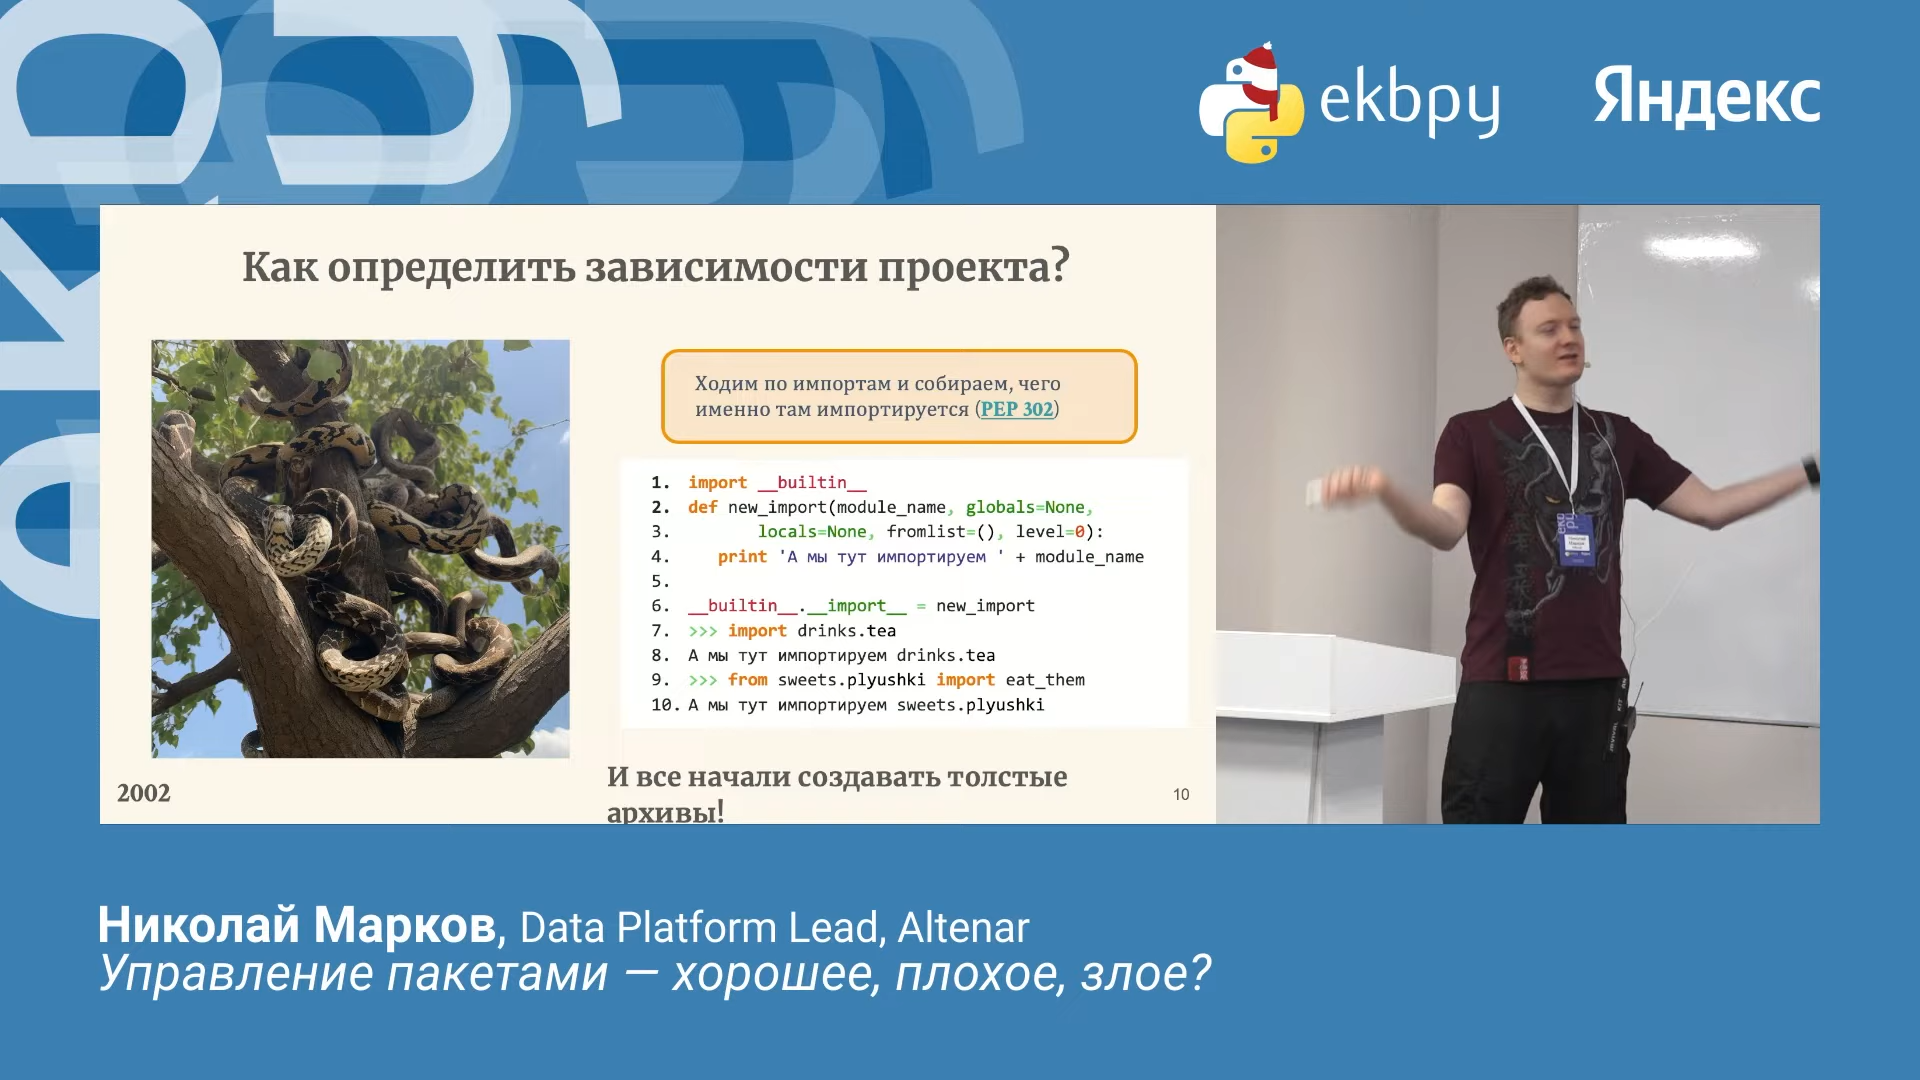 ekbpy
Яндекс
Как определить зависимости проекта?
Ходим по импортам и собираем, чего
именно там импортируется (PEP 302)
1. import __builtin__
2. def new_import(module_name, globals=None,
3. locals=None, fromlist=(), level=0):
4. print 'А мы тут импортируем ' + module_name
5.
6. __builtin__.__import__ = new_import
7. >>> import drinks.tea
8. А мы тут импортируем drinks.tea
9. >>> from sweets.plyushki import eat_them
10. А мы тут импортируем sweets.plyushki
И все начали создавать толстые
архивы!
2002
10
Николай Марков, Data Platform Lead, Altenar
Управление пакетами — хорошее, плохое, злое?